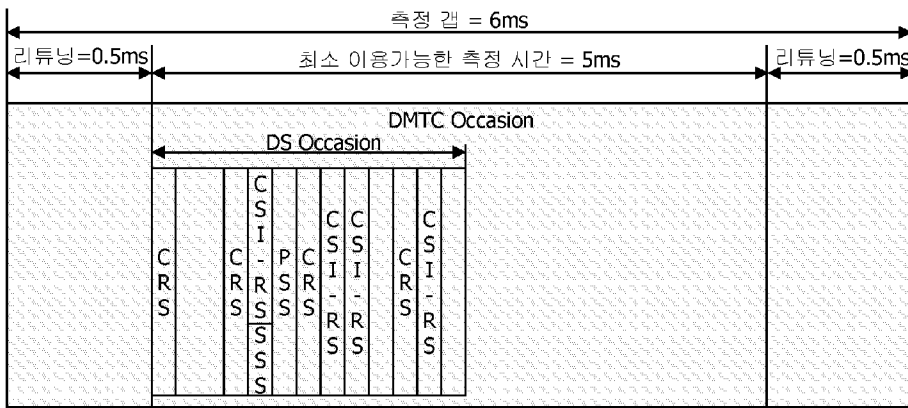 측정 갭 = 6ms
리튜닝=0.5ms
최소 이용가능한 측정 시간 = 5ms
리튜닝=0.5ms
DMTC Occasion
DS Occasion
CRS
CRS
CSI-RS
SSS
PSS
CRS
CSI-RS
CSI-RS
CRS
CSI-RS